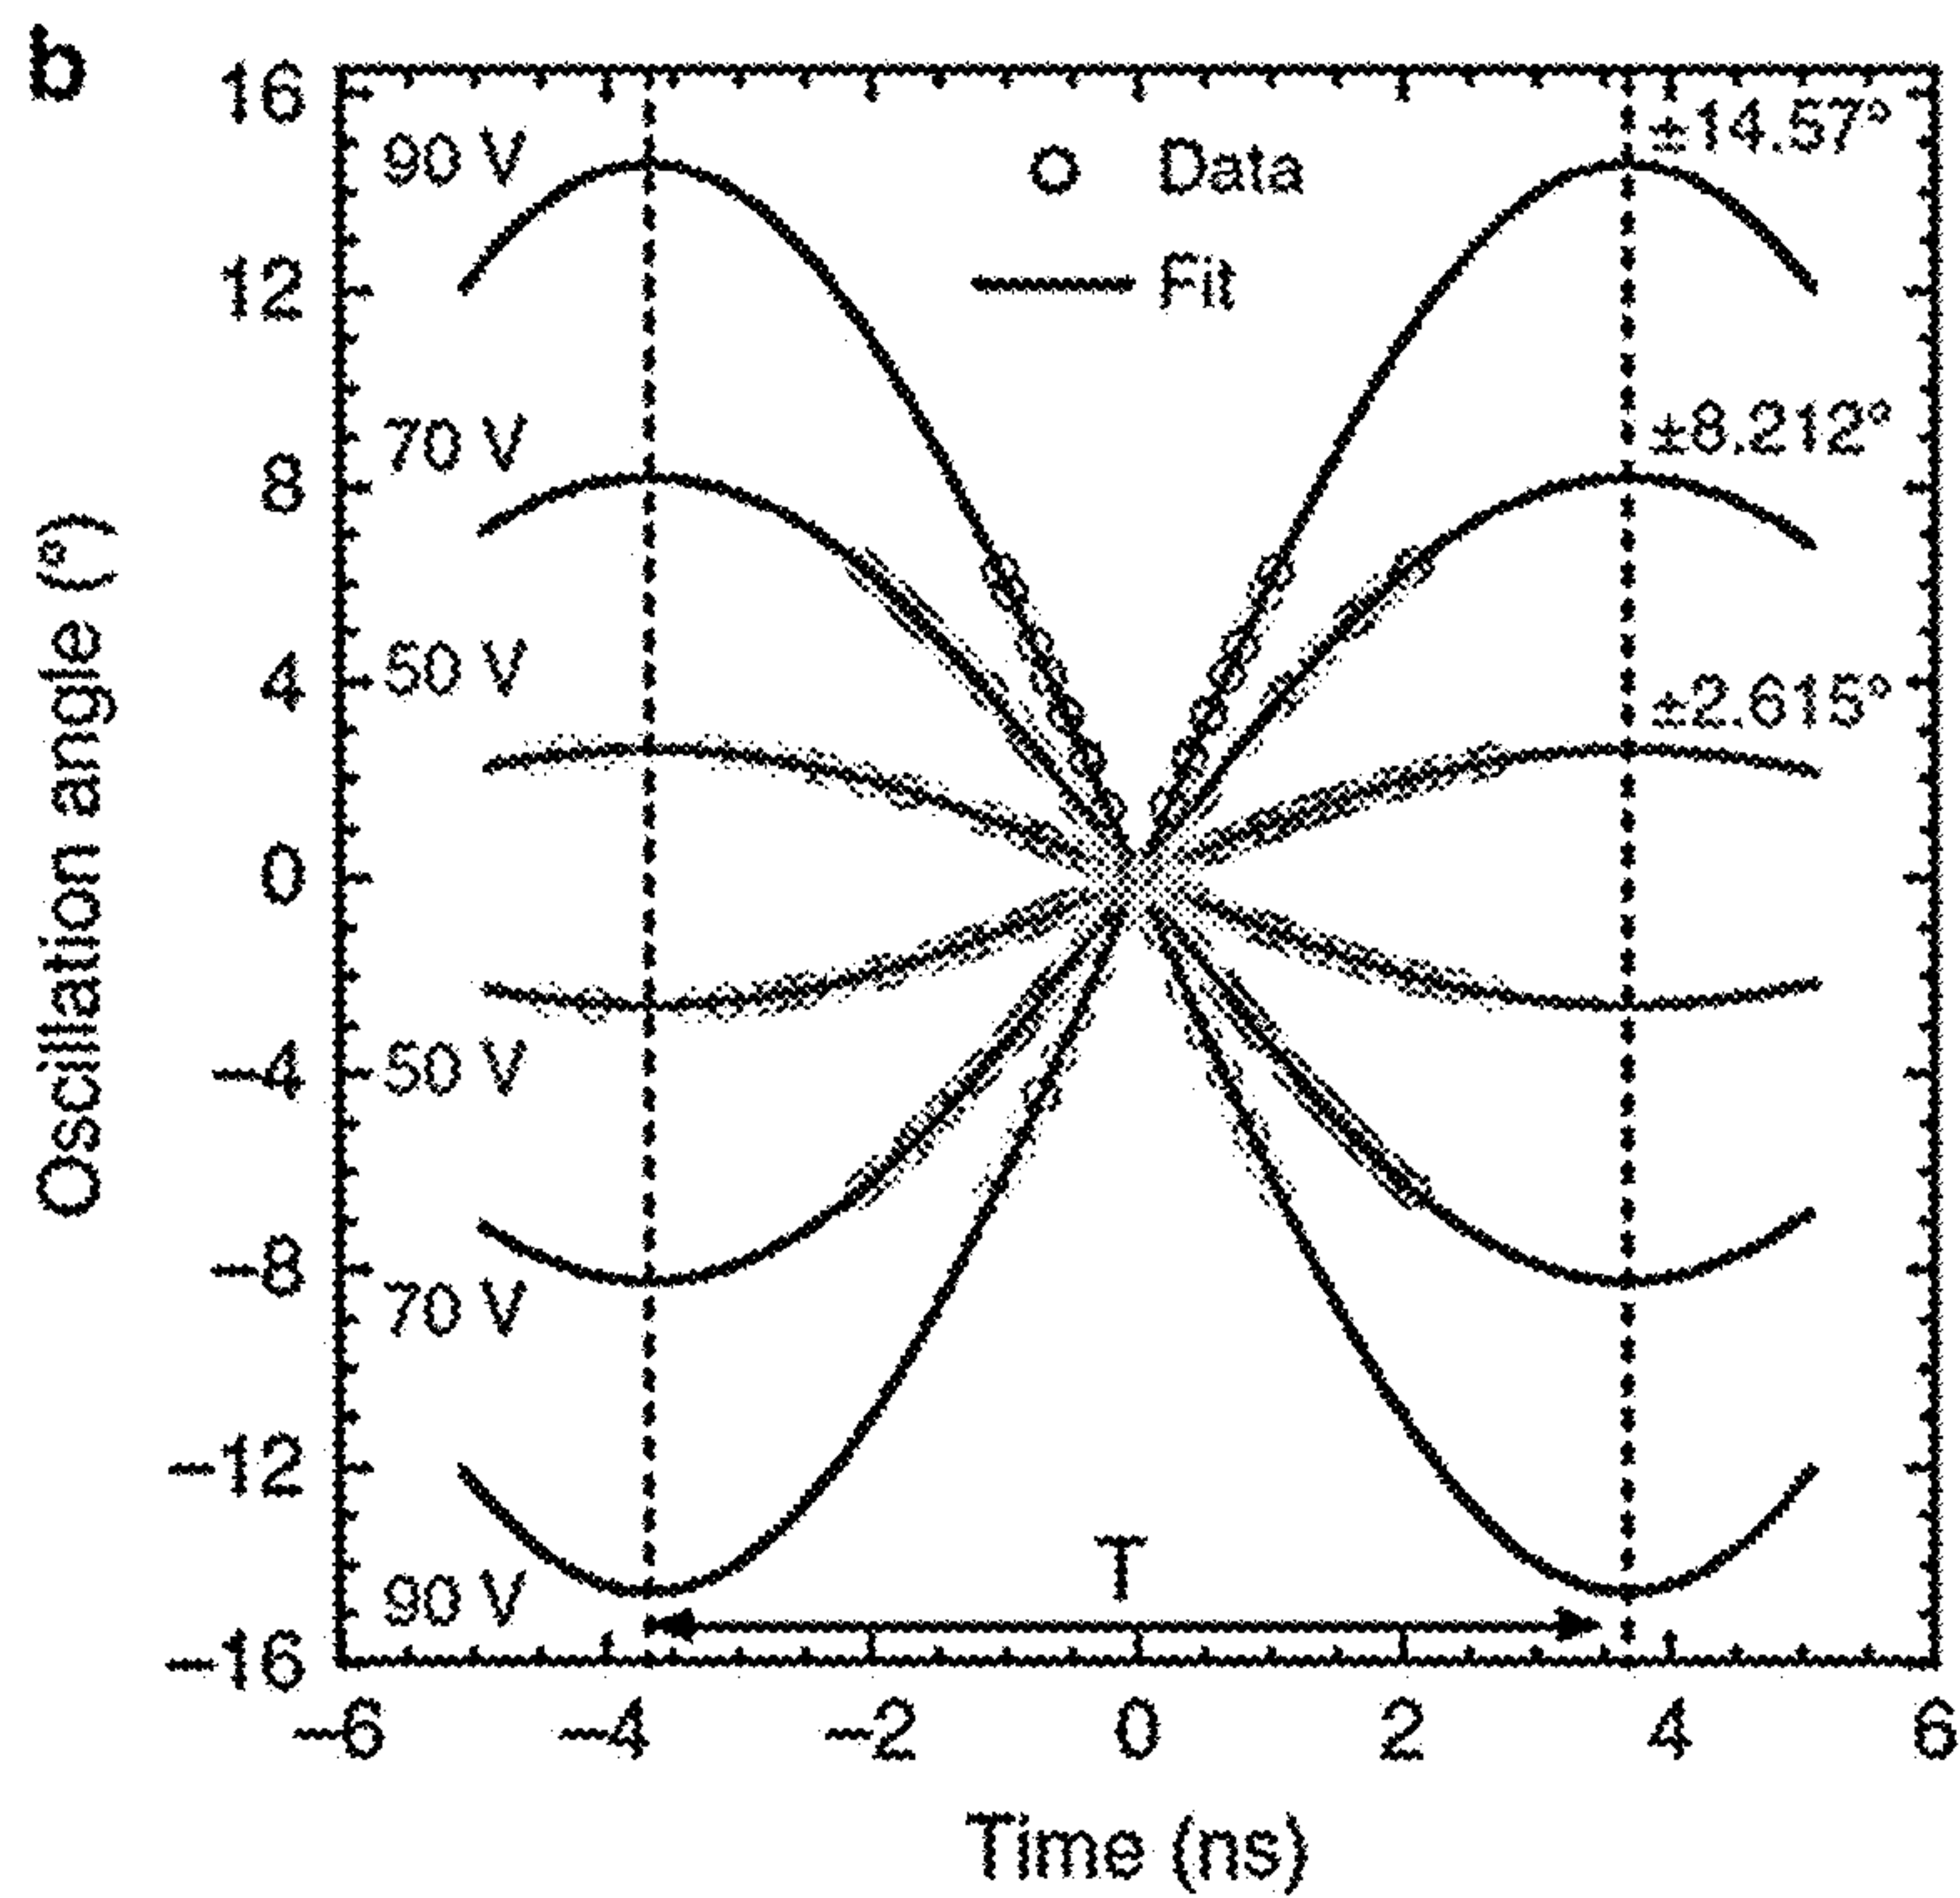 b
16
12
8
4
0
−4
−8
−12
−16
Oscillation angle (°)
90 V
Data
Fit
±14.57°
70 V
±8.212°
50 V
±2.615°
50 V
70 V
90 V
T
−6
−4
−2
0
2
4
6
Time (ns)